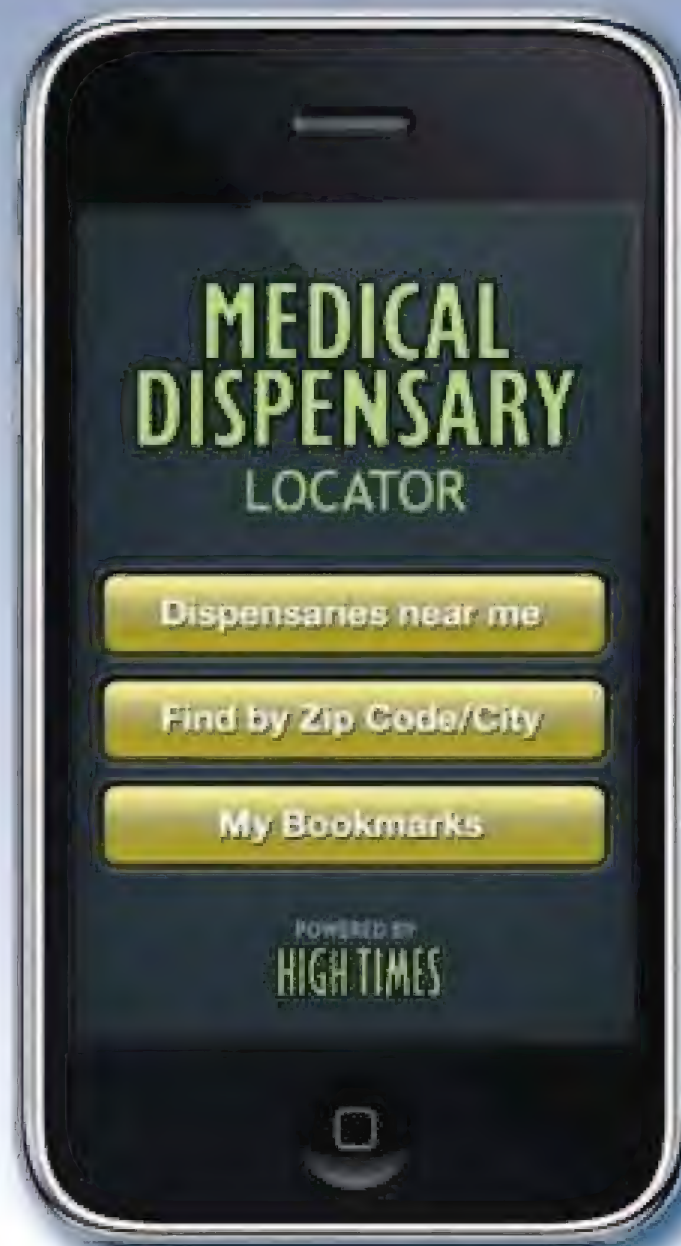 MEDICAL
DISPENSARY
LOCATOR
Dispensaries near me
Find by Zip Code/City
My Bookmarks
POWERED BY
HIGH TIMES